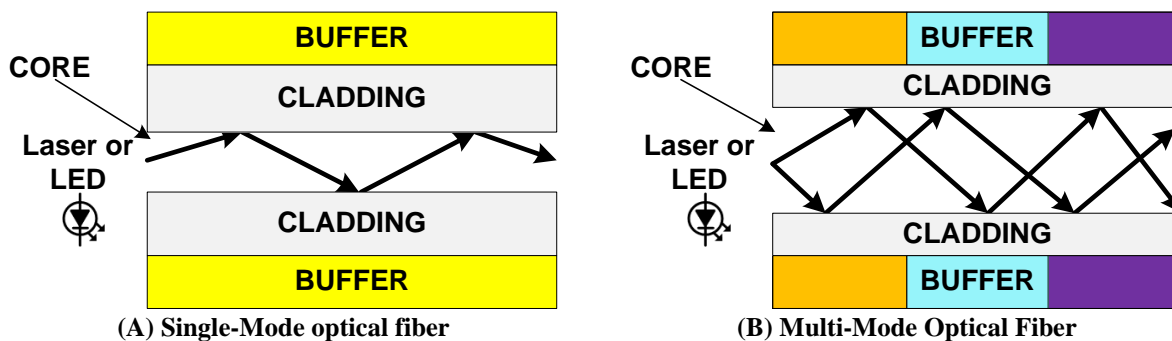 BUFFER
CORE
CLADDING
Laser or
LED
CLADDING
BUFFER
(A) Single-Mode optical fiber
BUFFER
CORE
CLADDING
Laser or
LED
CLADDING
BUFFER
(B) Multi-Mode Optical Fiber